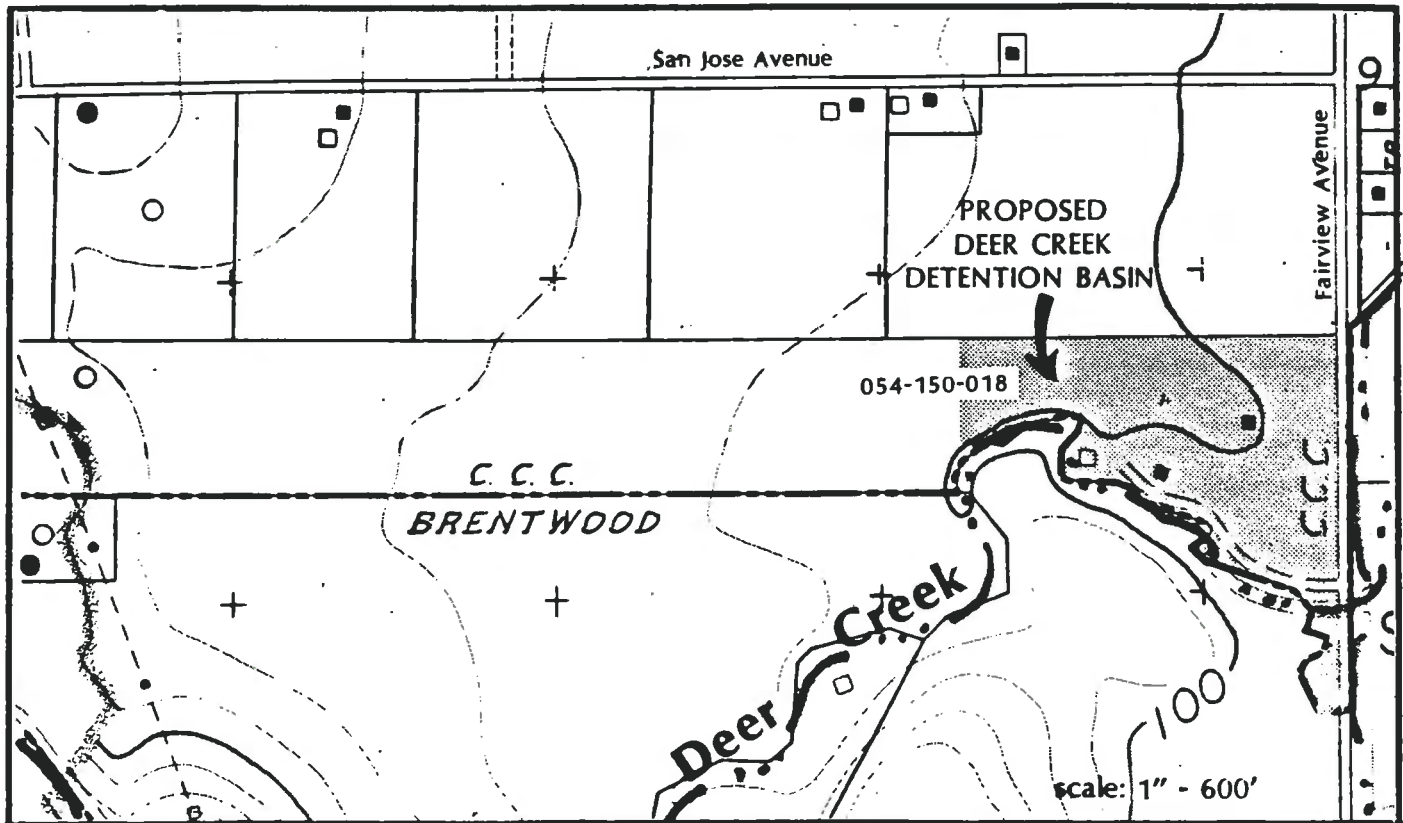 San Jose Avenue
9
Fairview Avenue
PROPOSED
DEER CREEK
DETENTION BASIN
054-150-018
C. C. C.
BRENTWOOD
C.C.C.
Deer Creek
100
scale: 1" - 600'